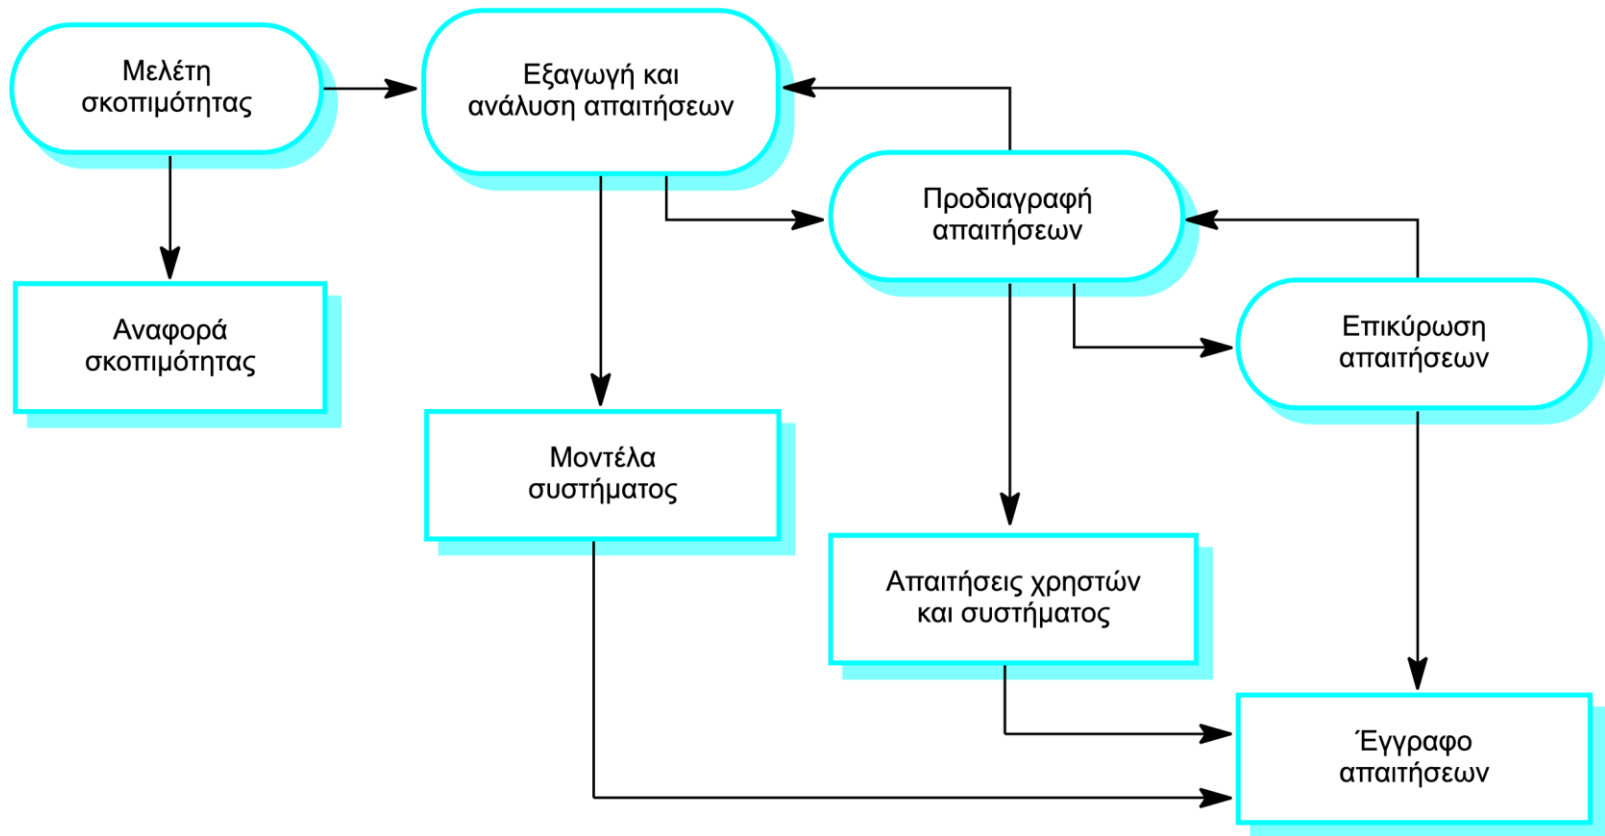 Μελέτη
σκοπιμότητας
Εξαγωγή και
ανάλυση απαιτήσεων
Προδιαγραφή
απαιτήσεων
Επικύρωση
απαιτήσεων
Αναφορά
σκοπιμότητας
Μοντέλα
συστήματος
Απαιτήσεις χρηστών
και συστήματος
Έγγραφο
απαιτήσεων